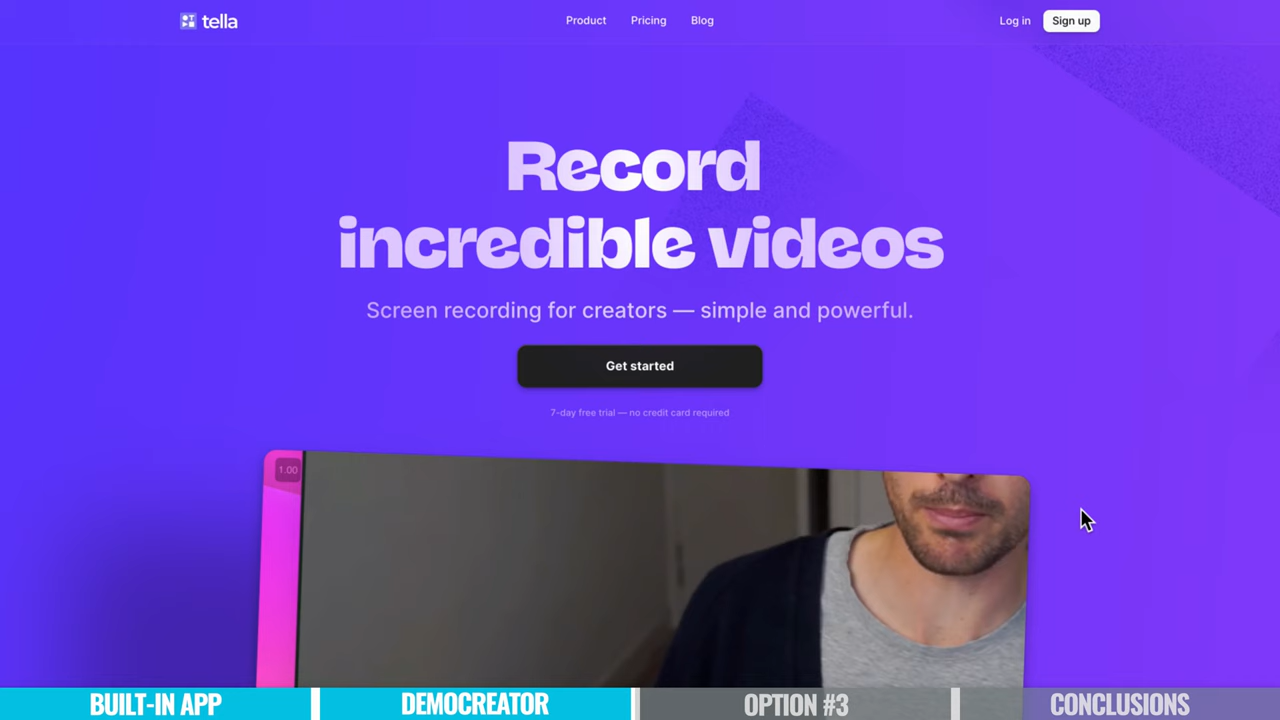 tella
Product
Pricing
Blog
Log in
Sign up
Record
incredible videos
Screen recording for creators — simple and powerful.
Get started
7-day free trial — no credit card required
1.00
BUILT-IN APP
DEMOCREATOR
OPTION #3
CONCLUSIONS